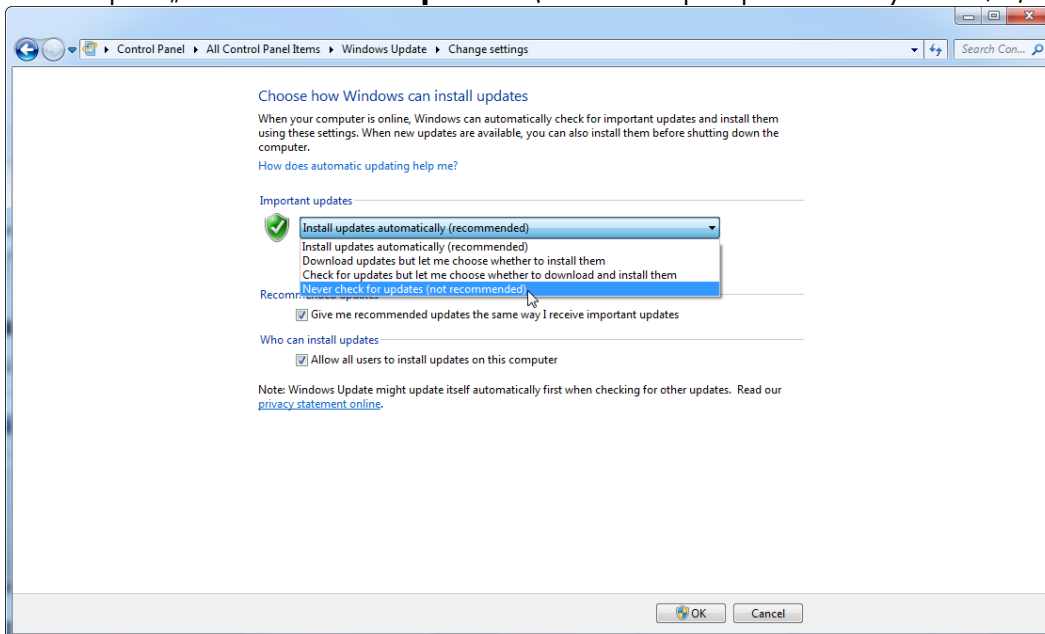 Control Panel ▸ All Control Panel Items ▸ Windows Update ▸ Change settings
Search Con...
Choose how Windows can install updates
When your computer is online, Windows can automatically check for important updates and install them
using these settings. When new updates are available, you can also install them before shutting down the
computer.
How does automatic updating help me?
Important updates
Install updates automatically (recommended)
Install updates automatically (recommended)
Download updates but let me choose whether to install them
Check for updates but let me choose whether to download and install them
Never check for updates (not recommended)
updates
Give me recommended updates the same way I receive important updates
Who can install updates
Allow all users to install updates on this computer
Note: Windows Update might update itself automatically first when checking for other updates. Read our
privacy statement online.
OK Cancel